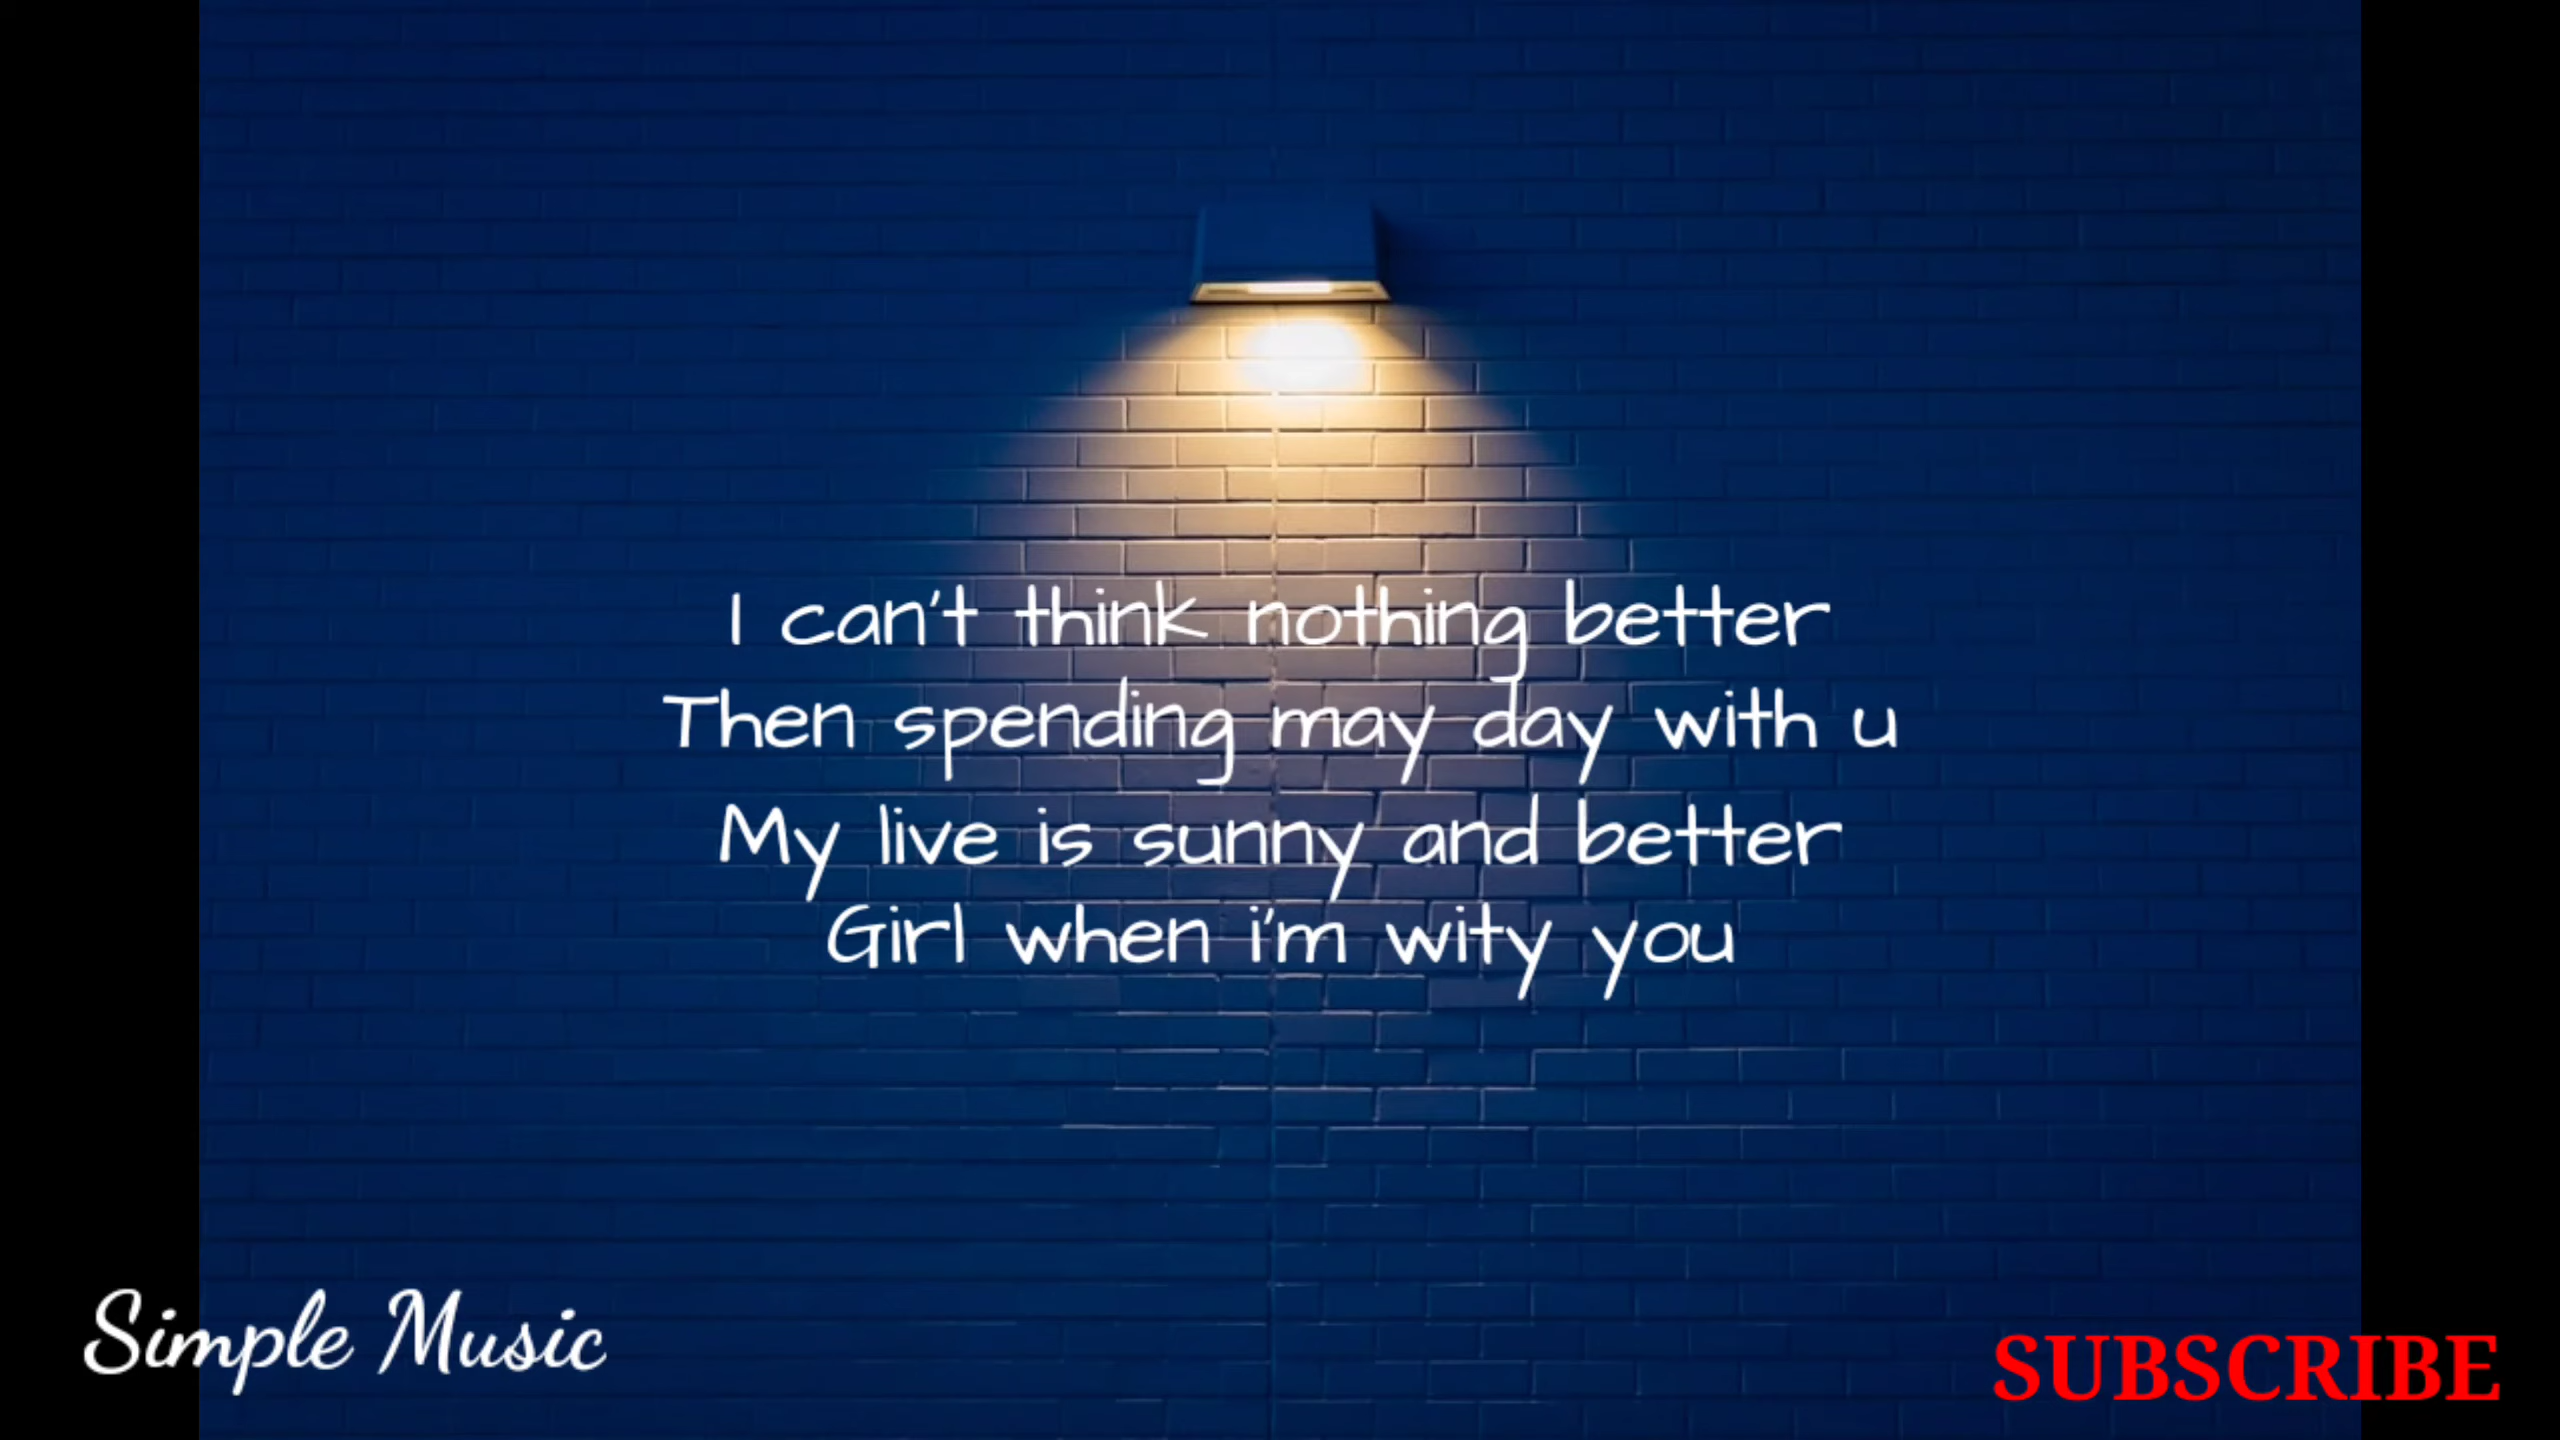 I can't think nothing better
Then spending may day with u
My live is sunny and better
Girl when i'm wity you
Simple Music
SUBSCRIBE